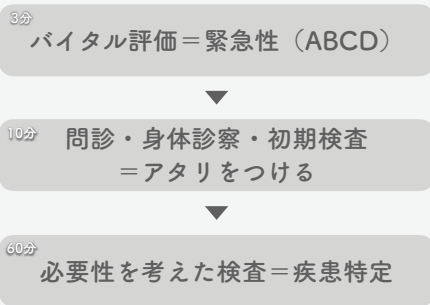 3分
バイタル評価＝緊急性（ABCD）
10分
問診・身体診察・初期検査
＝アタリをつける
60分
必要性を考えた検査＝疾患特定